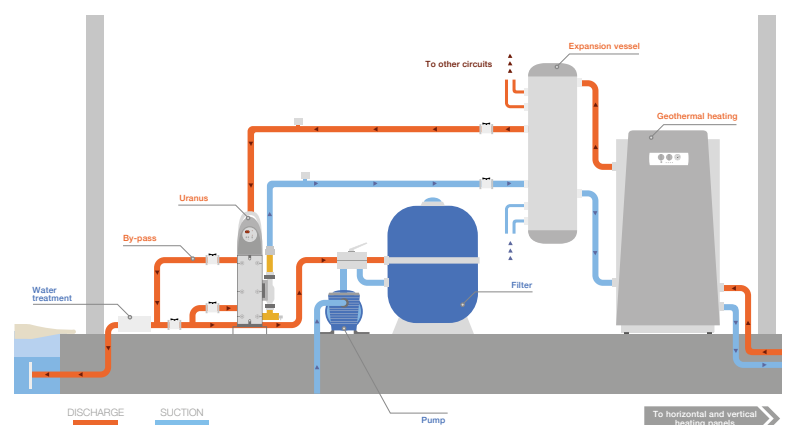 Expansion vessel
To other circuits
Geothermal heating
Uranus
By-pass
Water
treatment
Filter
Pump
DISCHARGE
SUCTION
To horizontal and vertical
heating panels